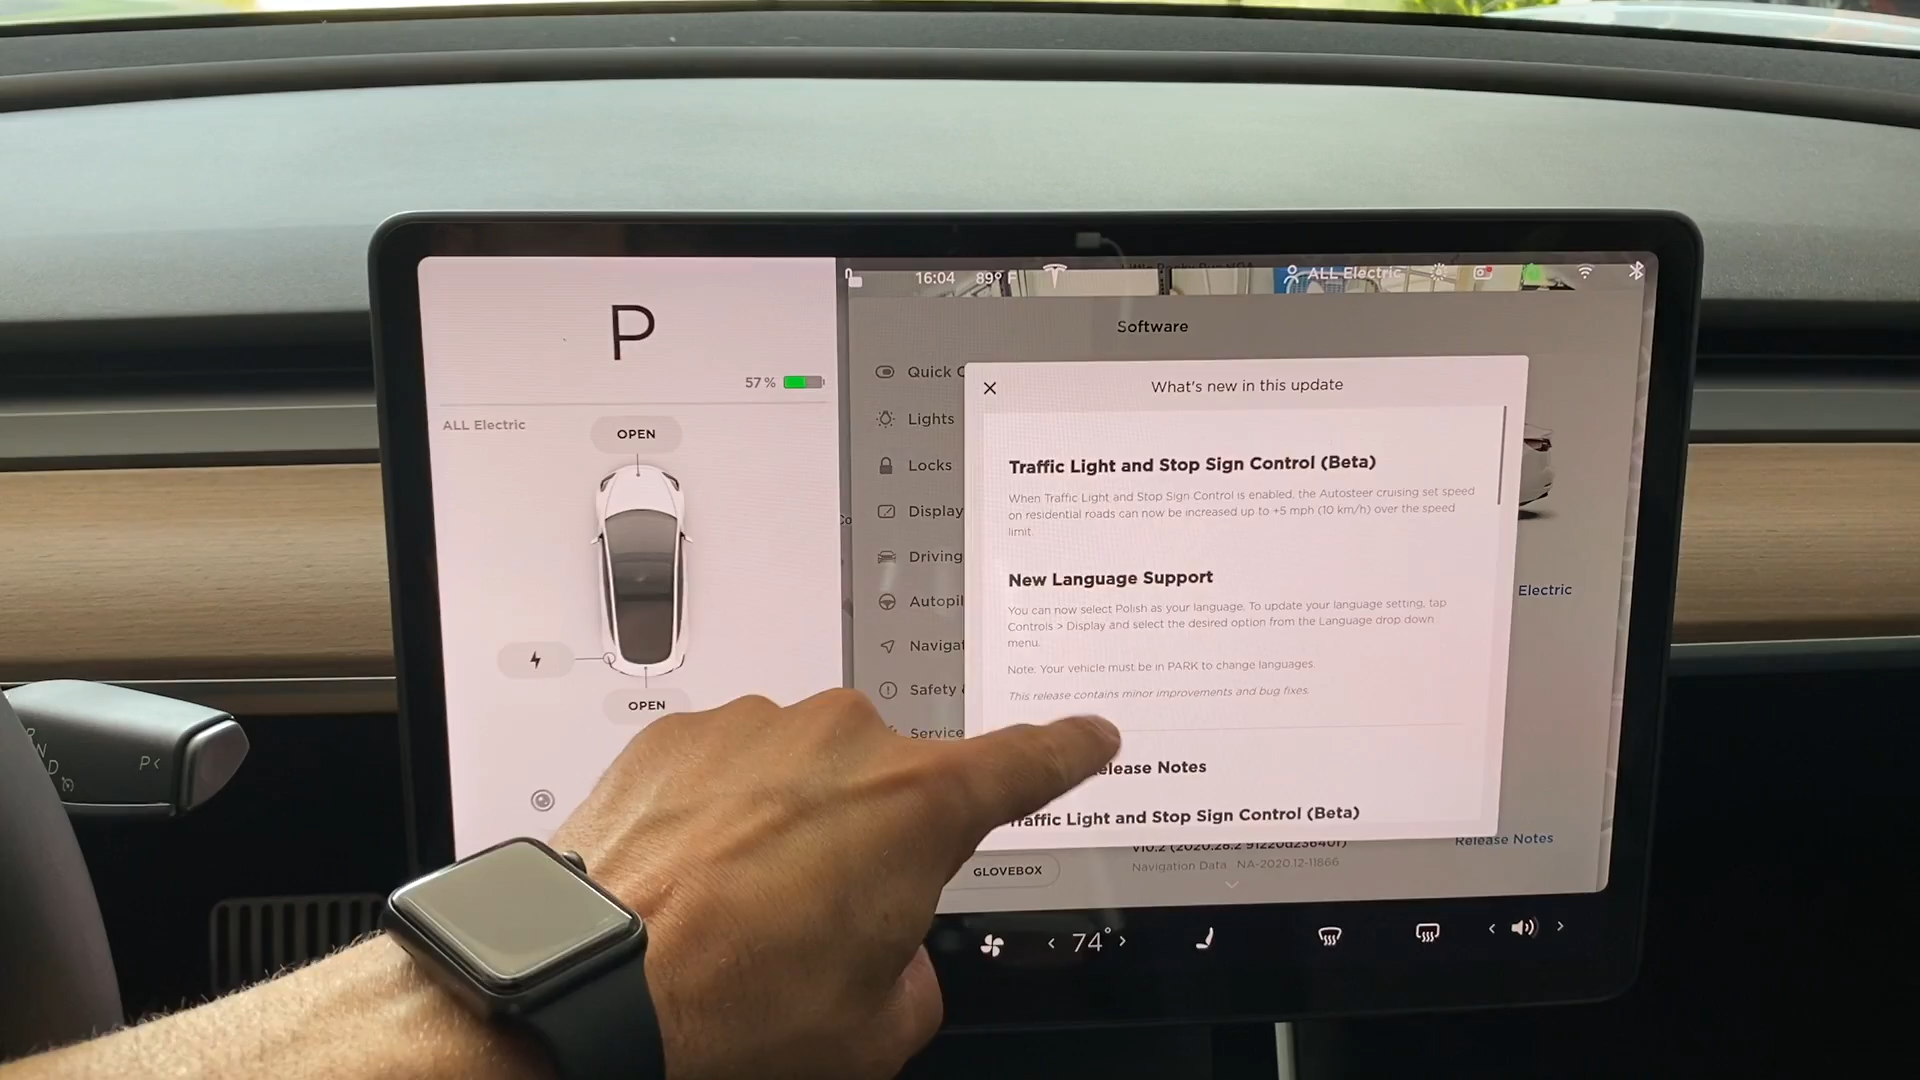 P
57 %
ALL Electric
OPEN
OPEN
16:04 89° F
ALL Electric
Software
Quick
Lights
Locks
Display
Driving
Safety
Service
Electric
What's new in this update
Traffic Light and Stop Sign Control (Beta)
When Traffic Light and Stop Sign Control is enabled, the Autosteer cruising set speed
on residential roads can now be increased up to +5 mph (10 km/h) over the speed
limit.
New Language Support
You can now select Polish as your language. To update your language setting, tap
Controls > Display and select the desired option from the Language drop down
menu.
Note: Your vehicle must be in PARK to change languages.
This release contains minor improvements and bug fixes.
elease Notes
Traffic Light and Stop Sign Control (Beta)
Release Notes
Navigation Data NA-2020.12-11866
GLOVEBOX
< 74° >
< >
R
N
D
P<